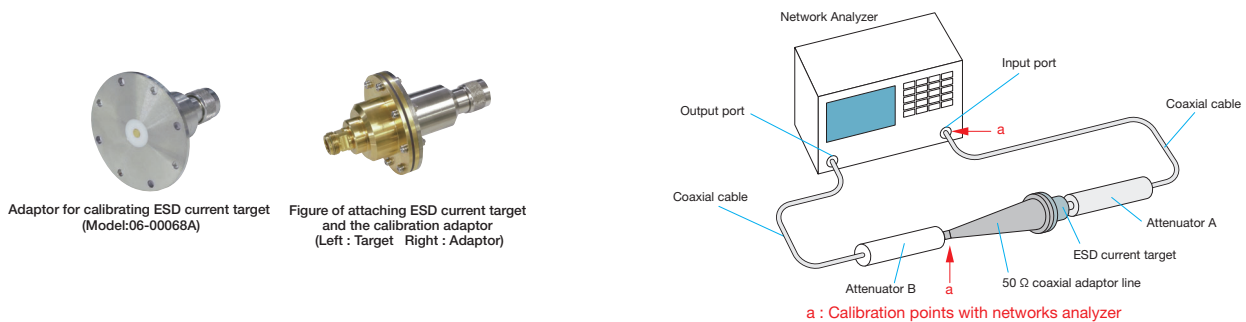 Adaptor for calibrating ESD current target
(Model:06-00068A)
Figure of attaching ESD current target
and the calibration adaptor
(Left : Target Right : Adaptor)
Network Analyzer
Input port
Output port
a
Coaxial cable
Coaxial cable
Attenuator A
ESD current target
50 Ω coaxial adaptor line
Attenuator B
a
a : Calibration points with networks analyzer